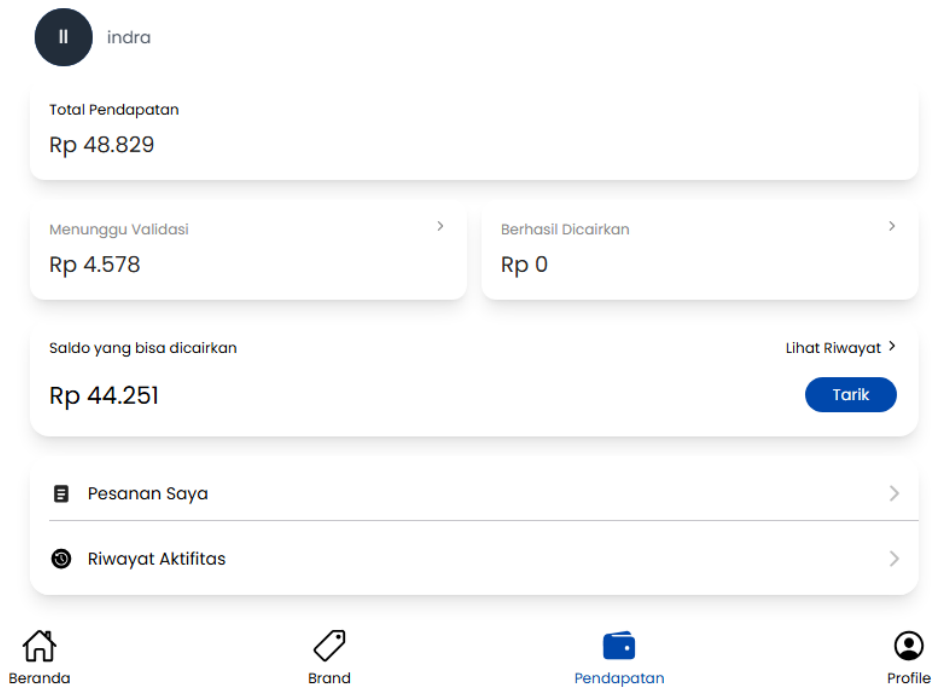 II
indra
Total Pendapatan
Rp 48.829
Menunggu Validasi
Rp 4.578
Berhasil Dicairkan
Rp 0
Saldo yang bisa dicairkan
Lihat Riwayat
Rp 44.251
Tarik
Pesanan Saya
Riwayat Aktifitas
Beranda
Brand
Pendapatan
Profile